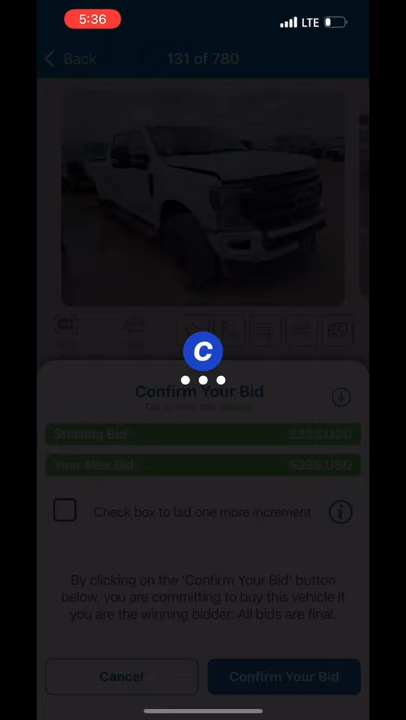 5:36
LTE
Back
131 of 780
C
Confirm Your Bid
Starting Bid:
Your Max Bid:
Check box to bid one more increment
By clicking on the 'Confirm Your Bid' button
below, you are committing to buy this vehicle if
you are the winning bidder. All bids are final.
Cancel
Confirm Your Bid